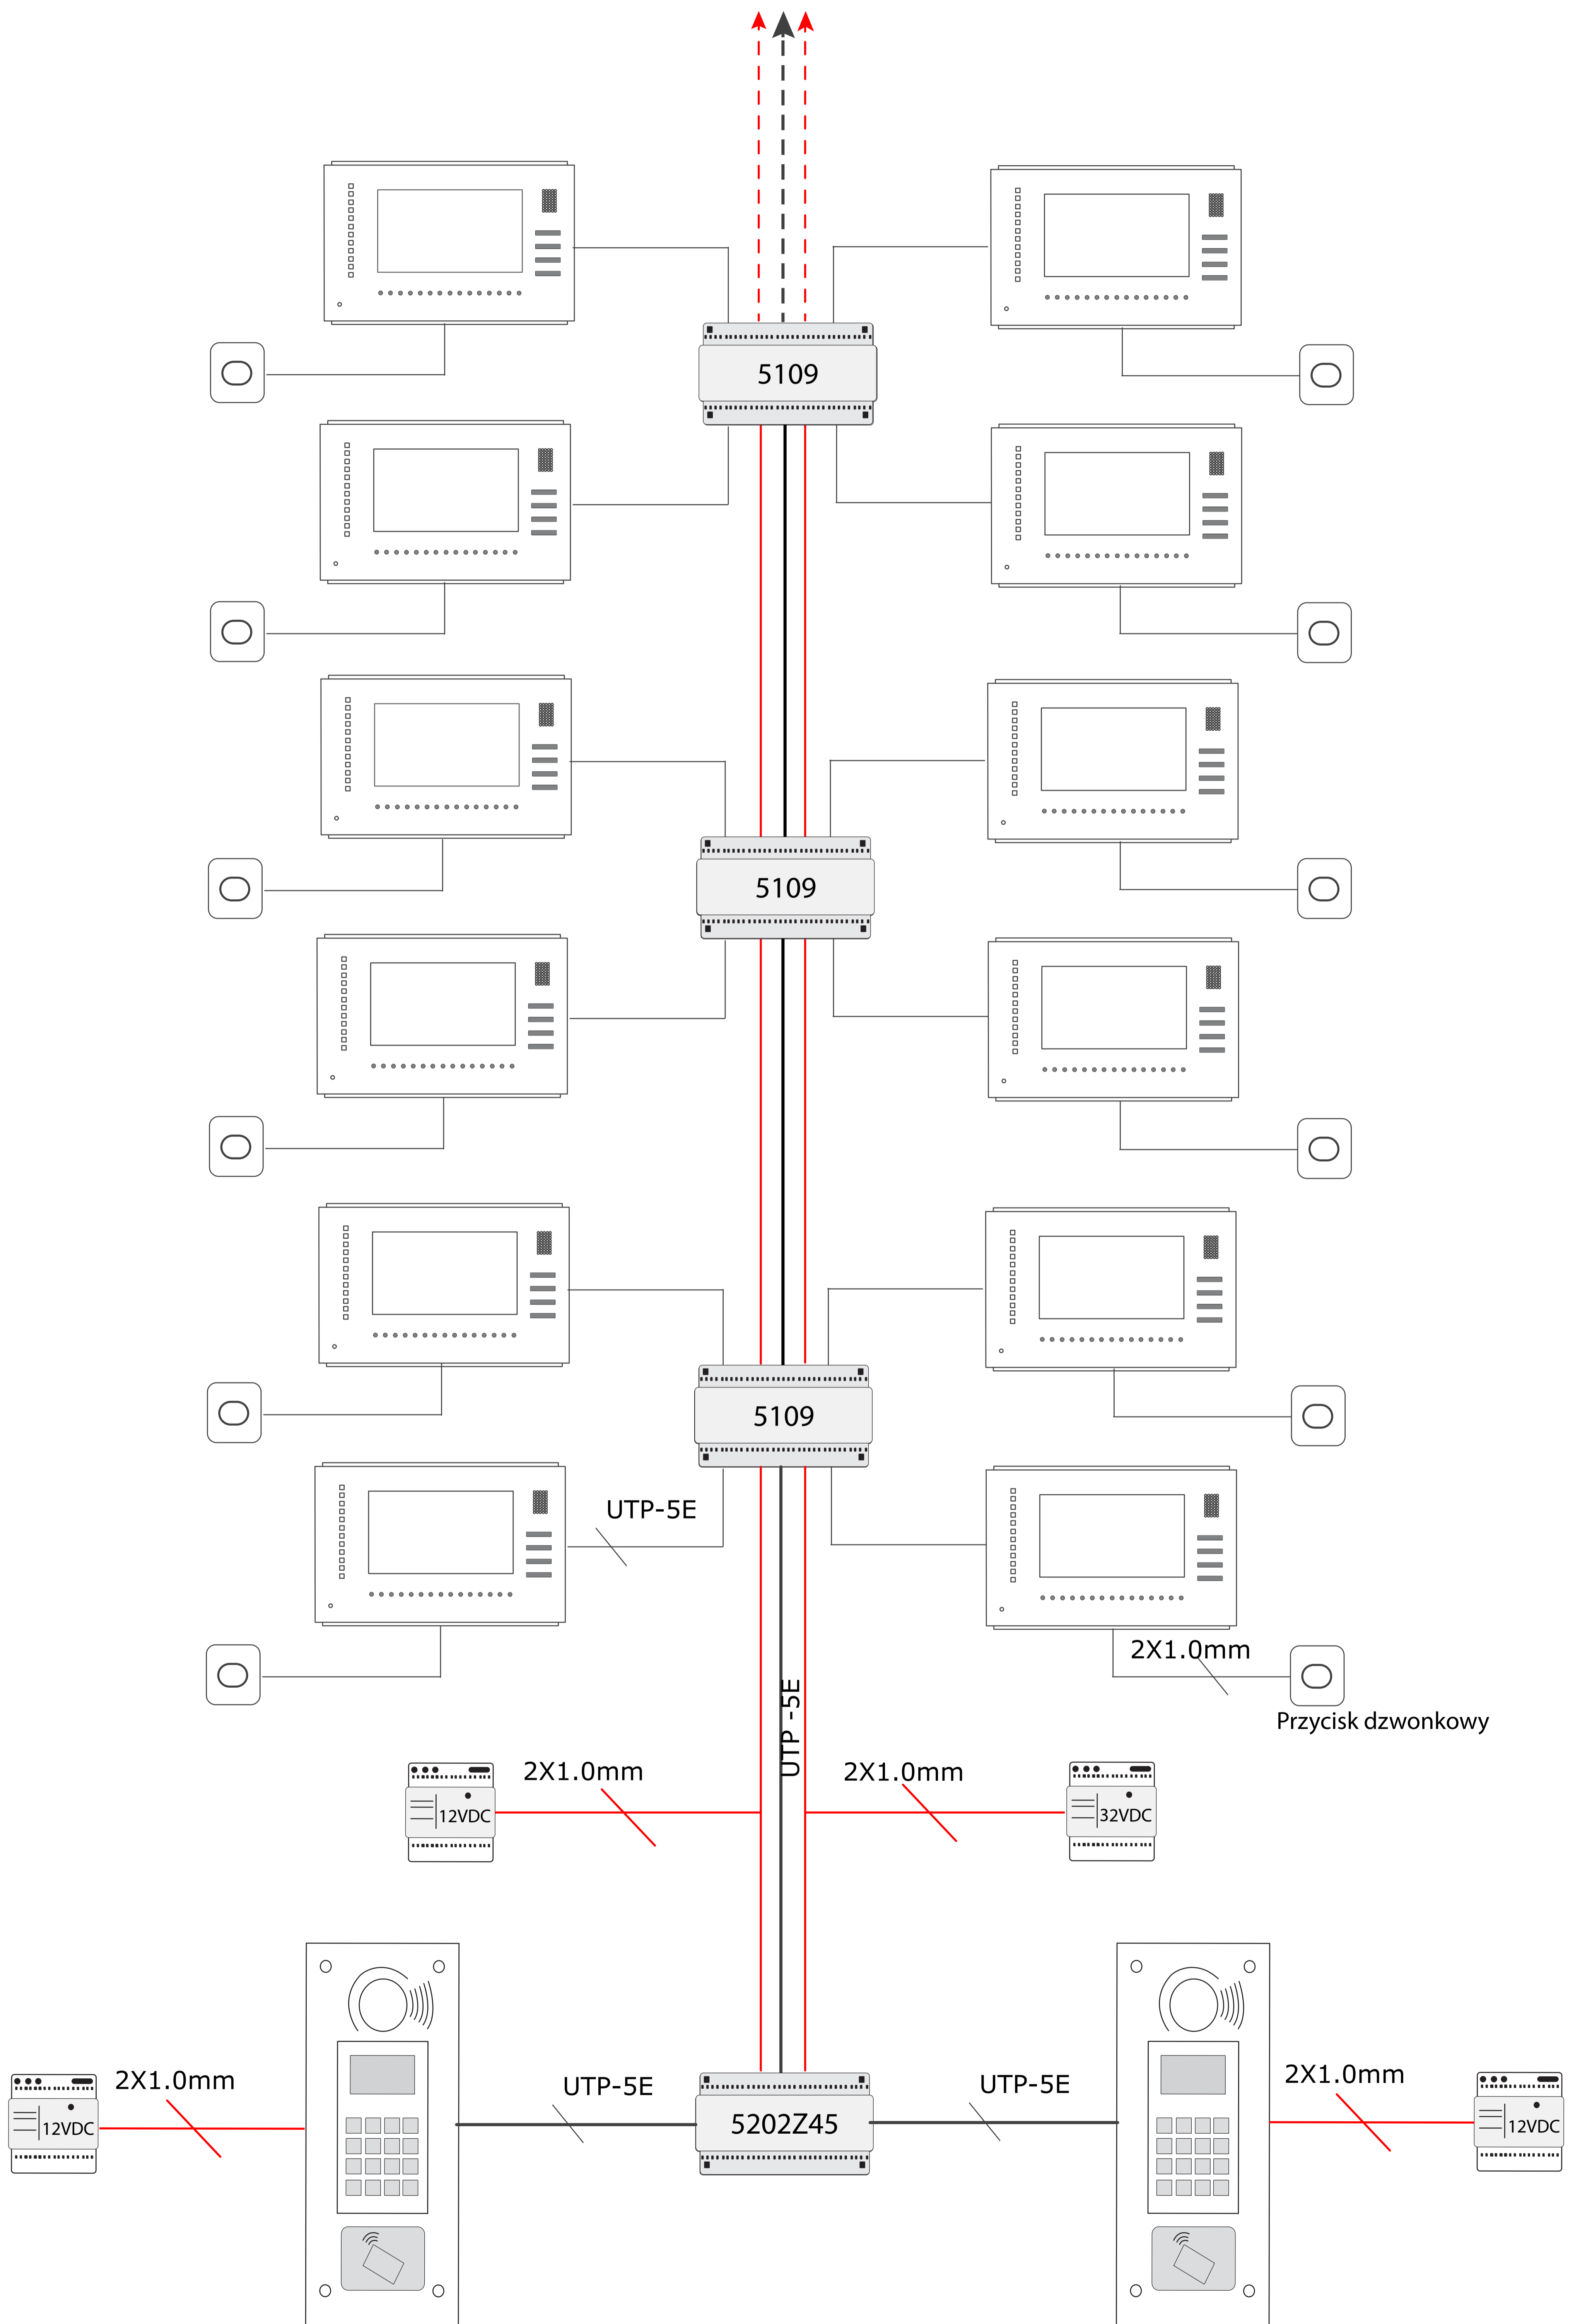 5109
5109
5109
UTP-5E
2X1.0mm
Przycisk dzwonkowy
UTP -5E
2X1.0mm
2X1.0mm
12VDC
32VDC
2X1.0mm
UTP-5E
UTP-5E
2X1.0mm
12VDC
5202Z45
12VDC